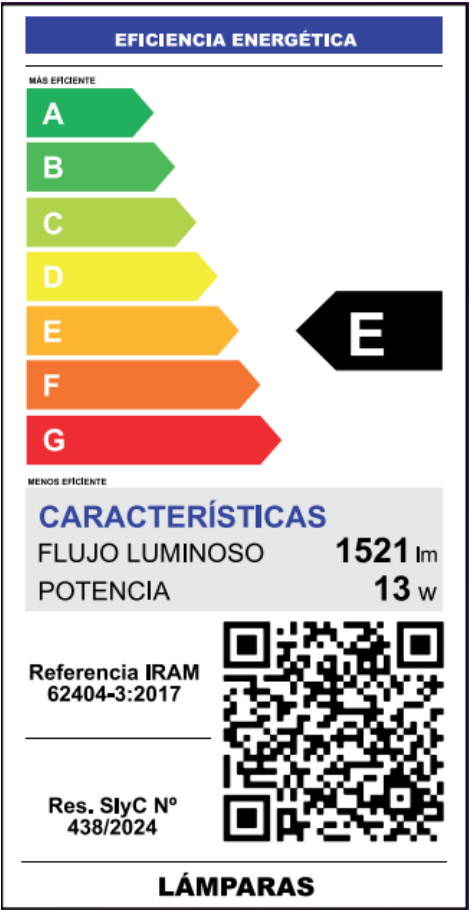 EFICIENCIA ENERGÉTICA
MÁS EFICIENTE
A
B
C
D
E
E
F
G
MENOS EFICIENTE
CARACTERÍSTICAS
FLUJO LUMINOSO 1521 lm
POTENCIA 13 w
Referencia IRAM
62404-3:2017
Res. SIyC Nº
438/2024
LÁMPARAS